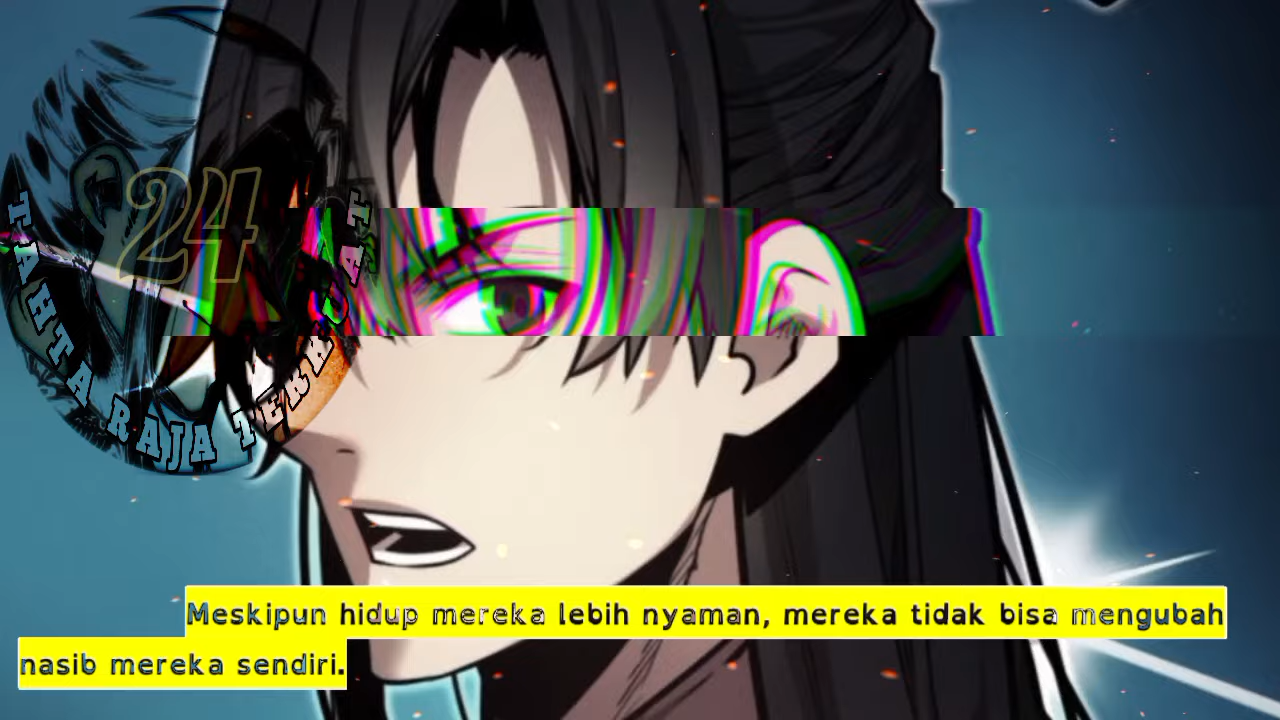 24
TAHTA RAJA TERKUAT
Meskipun hidup mereka lebih nyaman, mereka tidak bisa mengubah
nasib mereka sendiri.